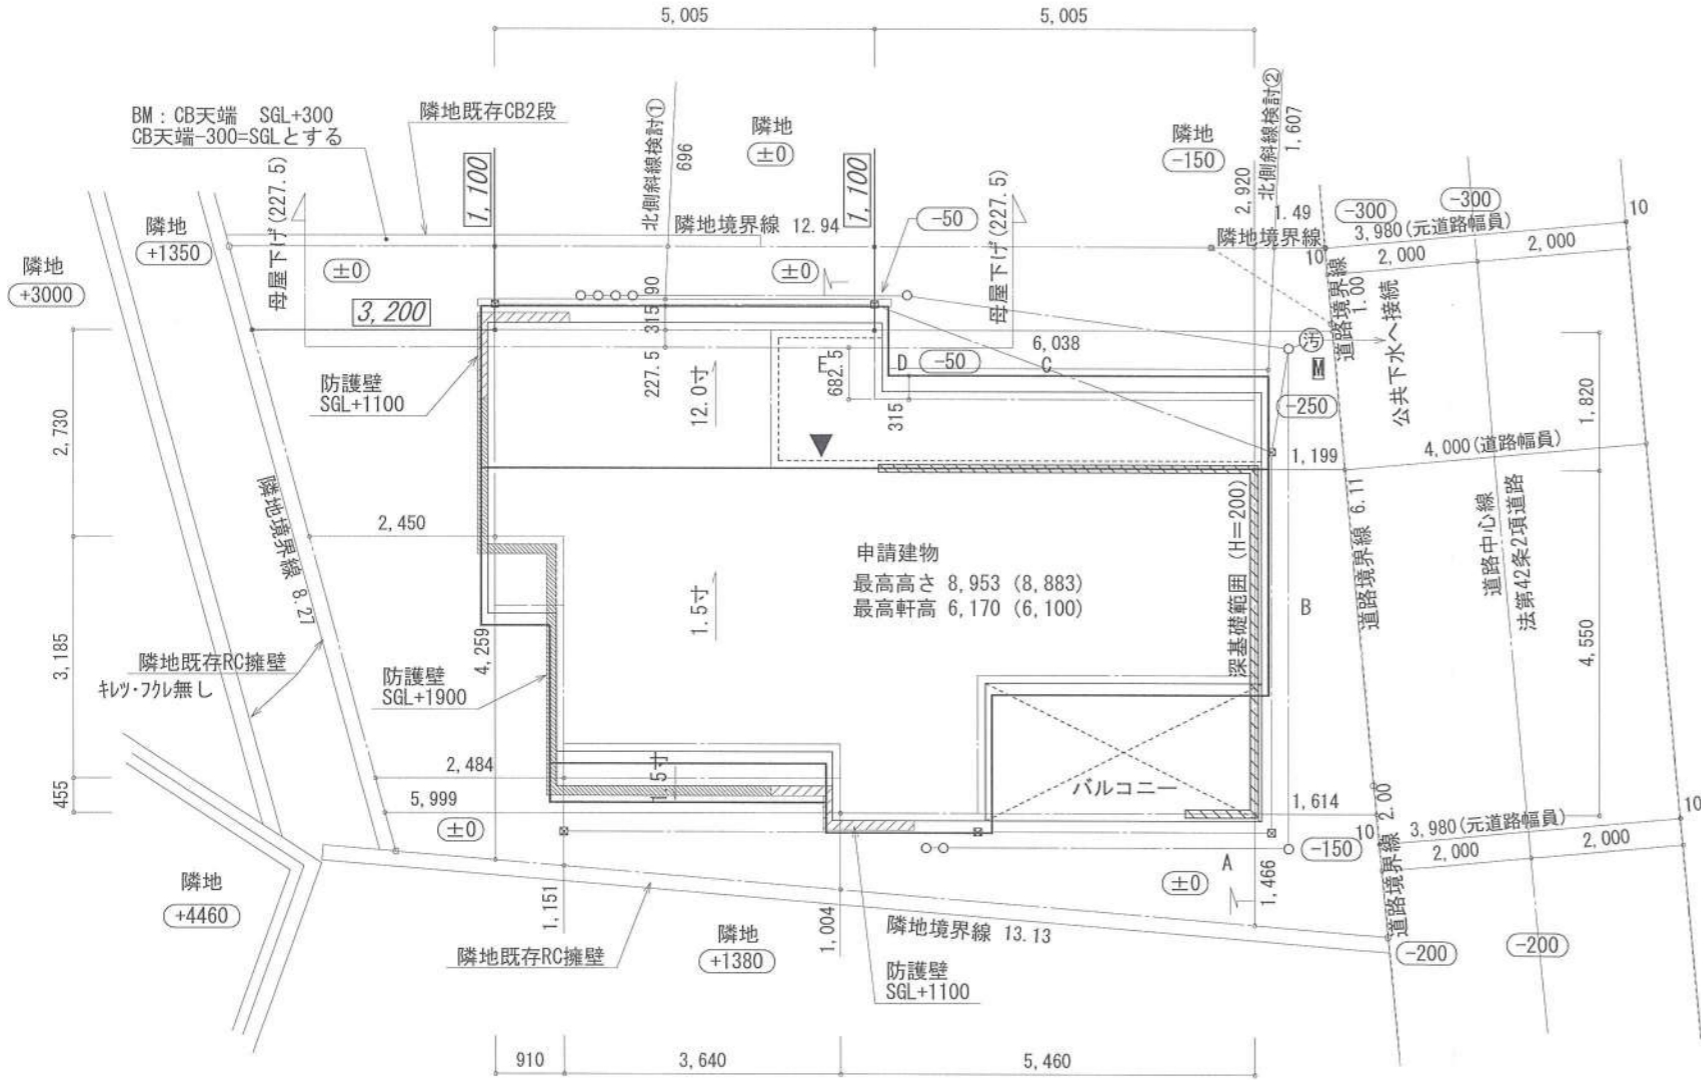 5,005
5,005
BM：CB天端　SGL+300
CB天端-300=SGLとする
隣地既存CB2段
1,100
北側斜線検討①
696
隣地
±0
1,100
隣地
-150
2,920
北側斜線検討②
1,607
隣地
+1350
母屋下げ(227.5)
隣地境界線 12.94
-50
母屋下げ(227.5)
1.49
隣地境界線
-300
-300
3,980(元道路幅員)
10
10
2,000
2,000
隣地
+3000
±0
±0
3,200
90
315
227.5
6,038
道路境界線
1.00
汚
M
公共下水へ接続
防護壁
SGL+1100
12.0寸
E
682.5
D
-50
C
315
-250
1,820
2,730
1,199
4,000(道路幅員)
隣地境界線 8.27
2,450
申請建物
最高高さ 8,953 (8,883)
最高軒高 6,170 (6,100)
1.5寸
深基礎範囲 (H=200)
B
道路境界線 6.11
道路中心線
法第42条2項道路
4,550
3,185
隣地既存RC擁壁
ｷﾚﾂ･ﾌｸﾚ無し
4,259
防護壁
SGL+1900
2,484
1.5寸
バルコニー
455
5,999
±0
1,614
2.00
10
3,980(元道路幅員)
10
2,000
2,000
-150
A
±0
1,466
道路境界線
隣地
+4460
1,151
1,004
隣地境界線 13.13
隣地既存RC擁壁
隣地
+1380
防護壁
SGL+1100
-200
-200
910
3,640
5,460